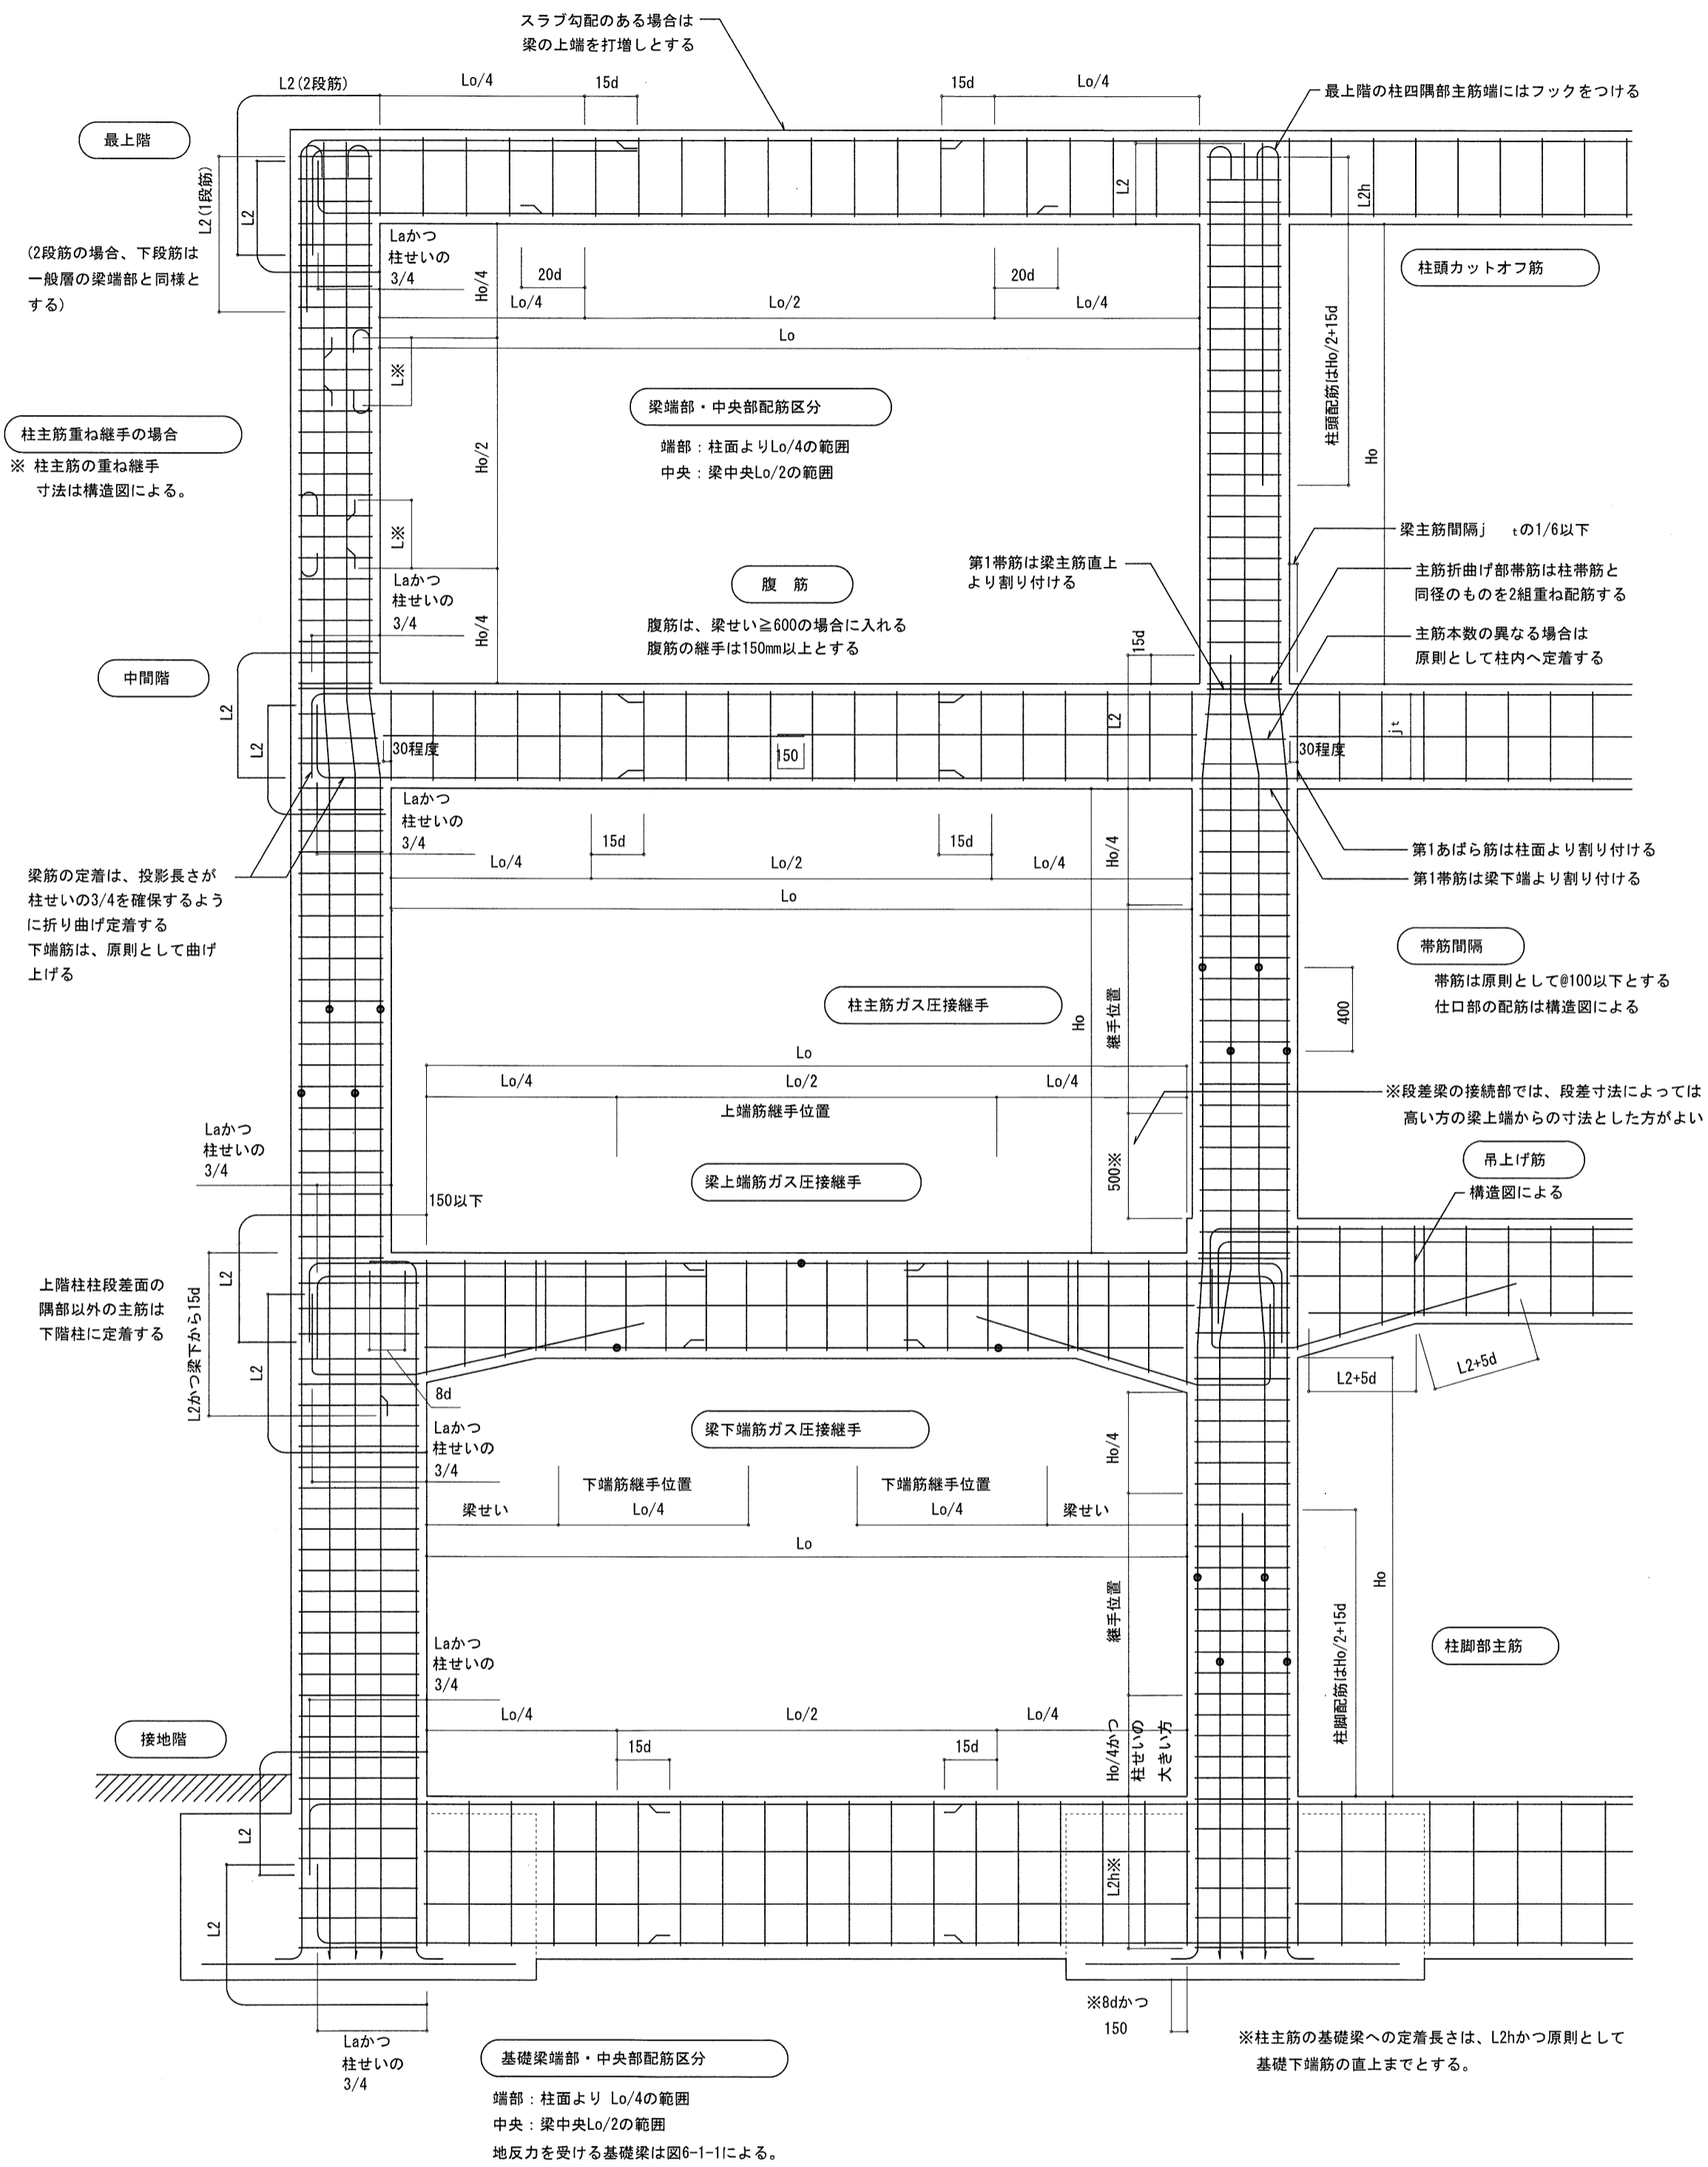 スラブ勾配のある場合は
梁の上端を打増しとする
L2(2段筋)
Lo/4
15d
15d
Lo/4
最上階の柱四隅部主筋端にはフックをつける
最上階
L2(1段筋)
L2
L2
L2h
(2段筋の場合、下段筋は
一般層の梁端部と同様と
する)
Laかつ
柱せいの
3/4
Ho/4
20d
20d
Lo/4
Lo/2
Lo/4
Lo
柱頭カットオフ筋
柱頭配筋はHo/2+15d
Ho
L※
梁端部・中央部配筋区分
端部：柱面よりLo/4の範囲
中央：梁中央Lo/2の範囲
柱主筋重ね継手の場合
※ 柱主筋の重ね継手
寸法は構造図による。
Ho/2
L※
梁主筋間隔j tの1/6以下
第1帯筋は梁主筋直上
より割り付ける
主筋折曲げ部帯筋は柱帯筋と
同径のものを2組重ね配筋する
Laかつ
柱せいの
3/4
Ho/4
腹 筋
腹筋は、梁せい≧600の場合に入れる
腹筋の継手は150mm以上とする
15d
主筋本数の異なる場合は
原則として柱内へ定着する
中間階
L2
L2
L2
30程度
150
30程度
jt
Laかつ
柱せいの
3/4
15d
15d
Lo/4
Lo/2
Lo/4
Lo
Ho/4
第1あばら筋は柱面より割り付ける
第1帯筋は梁下端より割り付ける
梁筋の定着は、投影長さが
柱せいの3/4を確保するよう
に折り曲げ定着する
下端筋は、原則として曲げ
上げる
帯筋間隔
帯筋は原則として@100以下とする
仕口部の配筋は構造図による
400
柱主筋ガス圧接継手
Ho
継手位置
Lo
Lo/4
Lo/2
Lo/4
上端筋継手位置
※段差梁の接続部では、段差寸法によっては
高い方の梁上端からの寸法とした方がよい
Laかつ
柱せいの
3/4
梁上端筋ガス圧接継手
500※
吊上げ筋
構造図による
150以下
上階柱柱段差面の
隅部以外の主筋は
下階柱に定着する
L2かつ梁下から15d
L2
L2
8d
L2+5d
L2+5d
Laかつ
柱せいの
3/4
梁下端筋ガス圧接継手
Ho/4
下端筋継手位置
下端筋継手位置
梁せい
Lo/4
Lo/4
梁せい
Lo
継手位置
Ho
柱脚配筋はHo/2+15d
柱脚部主筋
Laかつ
柱せいの
3/4
Lo/4
Lo/2
Lo/4
15d
15d
Ho/4かつ
柱せいの
大きい方
接地階
L2
L2
L2h※
※8dかつ
150
Laかつ
柱せいの
3/4
基礎梁端部・中央部配筋区分
端部：柱面より Lo/4の範囲
中央：梁中央Lo/2の範囲
地反力を受ける基礎梁は図6-1-1による。
※柱主筋の基礎梁への定着長さは、L2hかつ原則として
基礎下端筋の直上までとする。